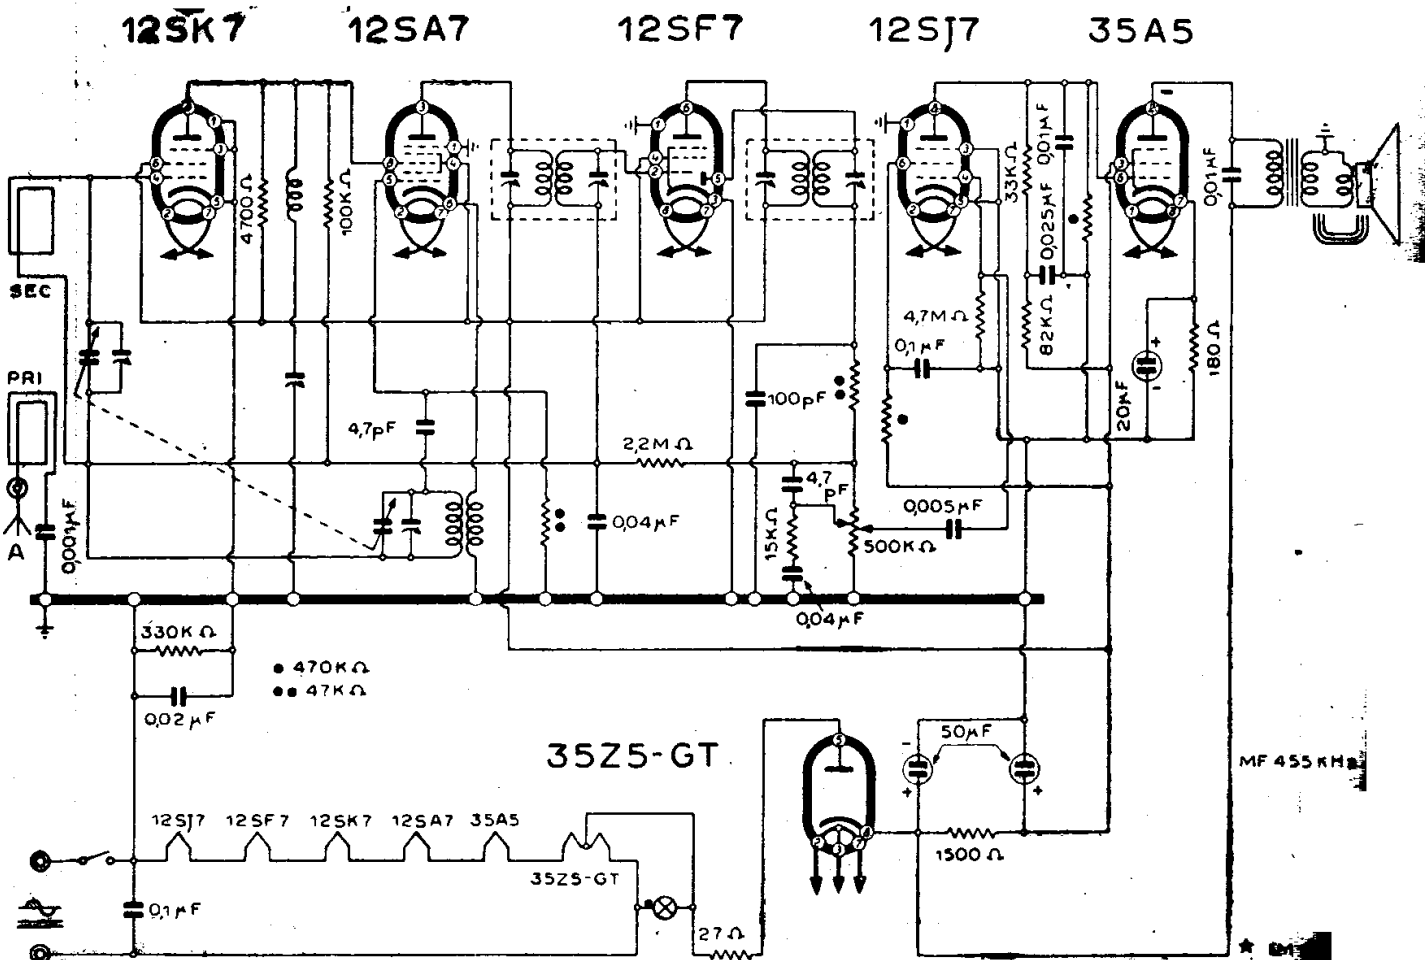 12SK7 12SA7 12SF7 12SJ7 35A5
4700Ω
100KΩ
33KΩ
0,01µF
0,025µF
0,01µF
SEC
4,7MΩ
0,1µF
82KΩ
20µF
180Ω
PRI
100pF
4,7pF
2,2MΩ
4,7
pF
0,005µF
0,001µF
0,04µF
15KΩ
500KΩ
A
0,04µF
330KΩ
● 470KΩ
●● 47KΩ
0,02µF
35Z5-GT
50µF
MF 455 KHz
12SJ7 12SF7 12SK7 12SA7 35A5
35Z5-GT
1500Ω
0,1µF
27Ω